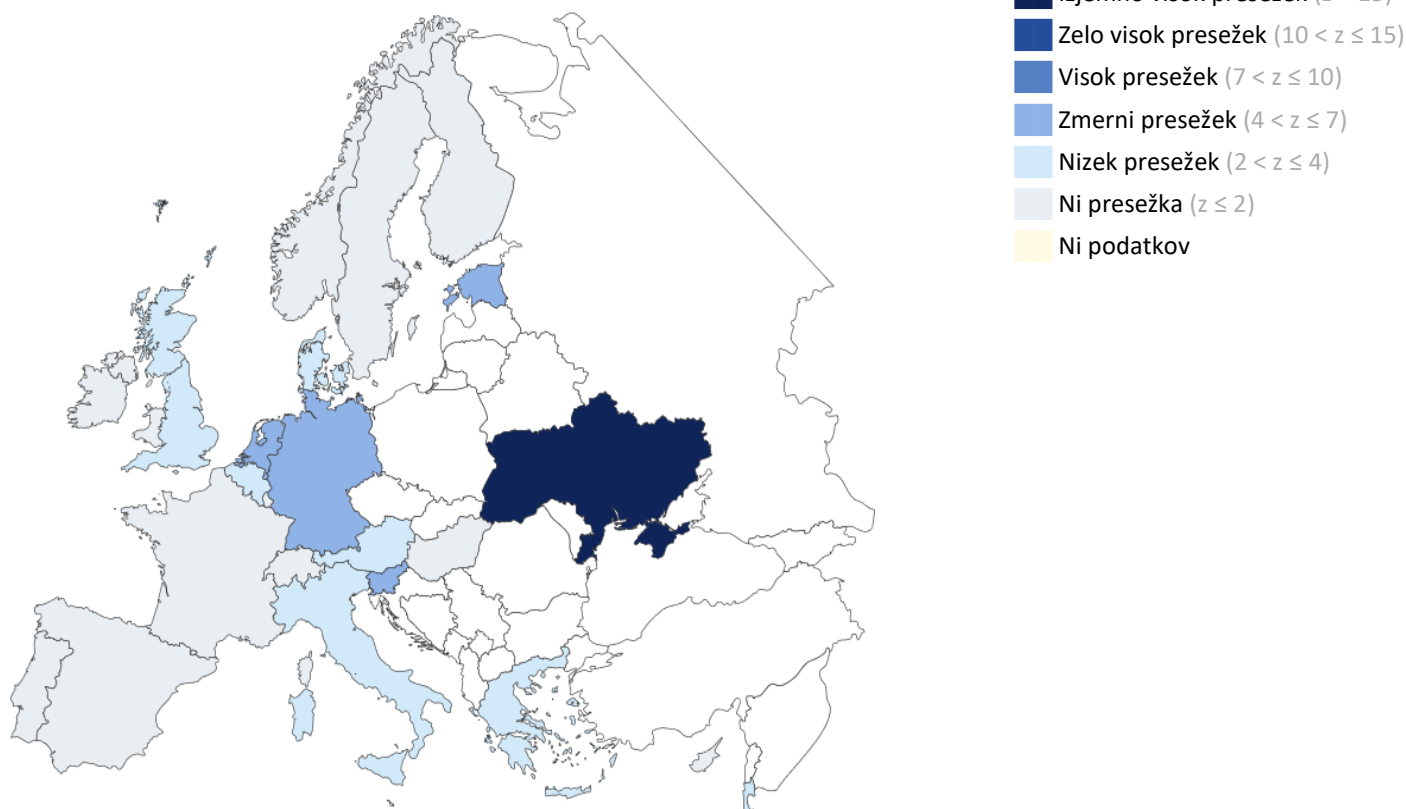 presežek
Zelo visok presežek (10 < z ≤ 15)
Visok presežek (7 < z ≤ 10)
Zmerni presežek (4 < z ≤ 7)
Nizek presežek (2 < z ≤ 4)
Ni presežka (z ≤ 2)
Ni podatkov